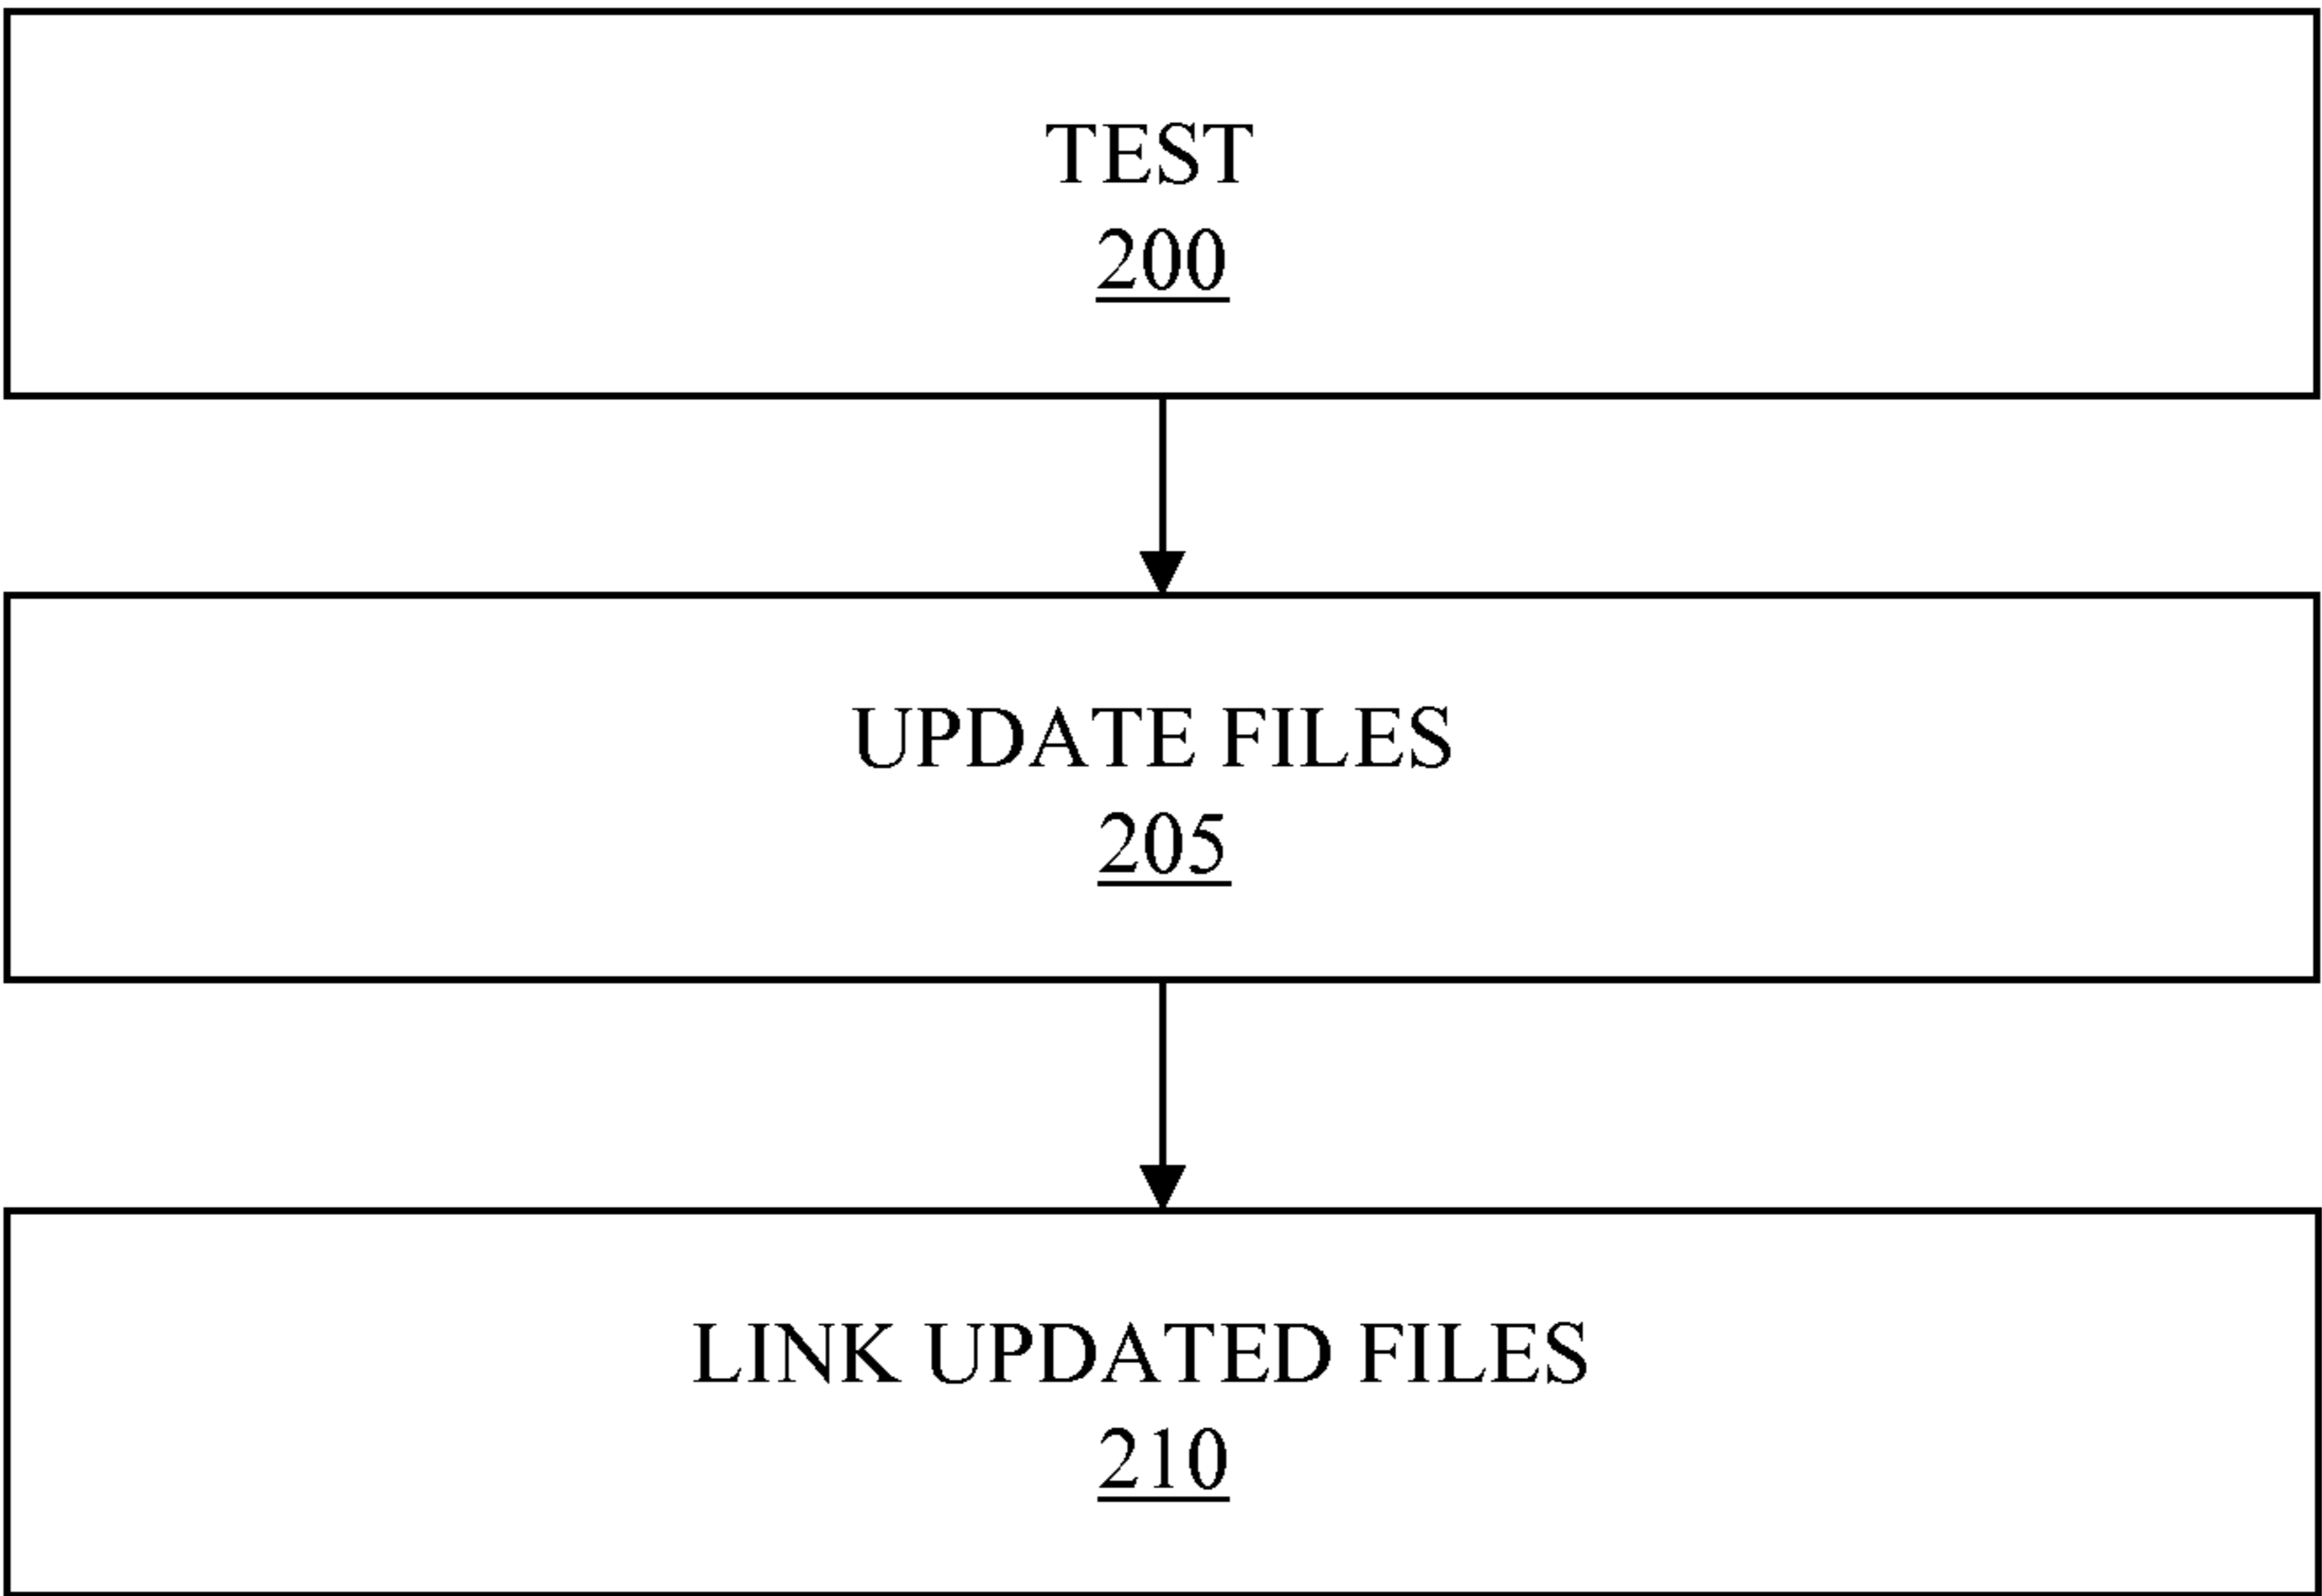 TEST
200
UPDATE FILES
205
LINK UPDATED FILES
210